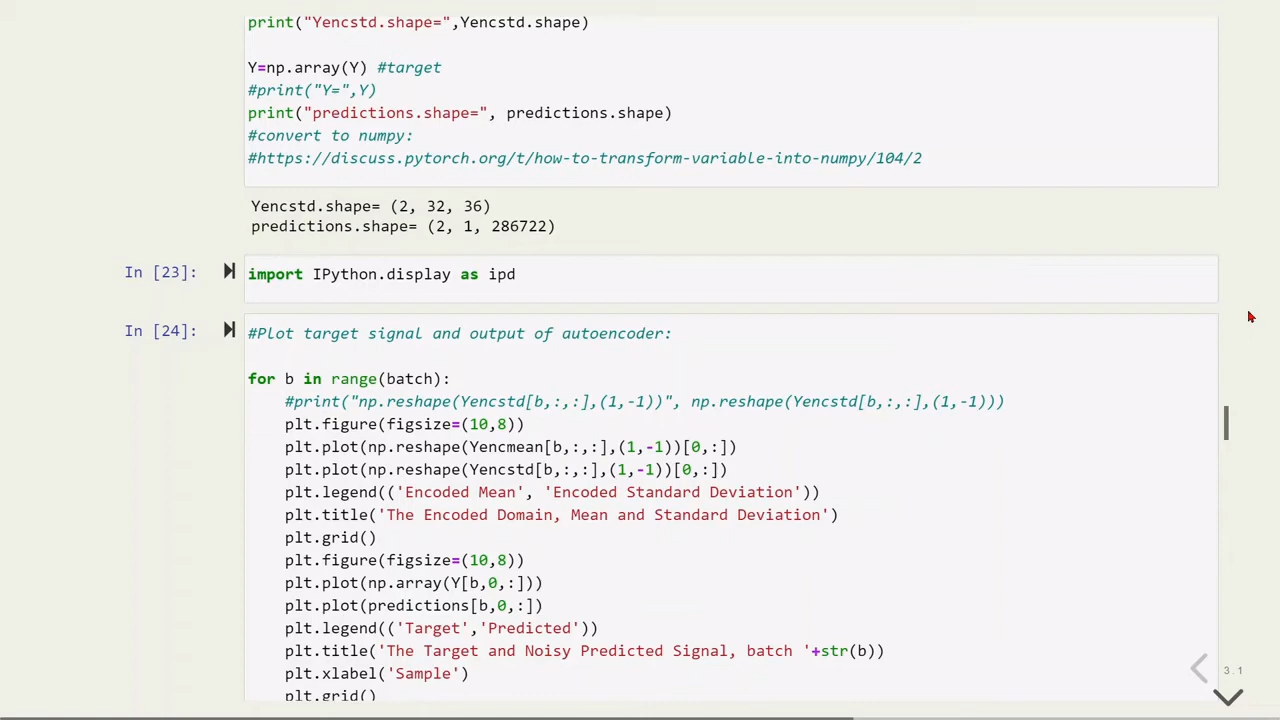 print("Yencstd.shape=",Yencstd.shape)
Y=np.array(Y) #target
#print("Y=",Y)
print("predictions.shape=", predictions.shape)
#convert to numpy:
#https://discuss.pytorch.org/t/how-to-transform-variable-into-numpy/104/2
Yencstd.shape= (2, 32, 36)
predictions.shape= (2, 1, 286722)
In [23]: import IPython.display as ipd
In [24]: #Plot target signal and output of autoencoder:
for b in range(batch):
    #print("np.reshape(Yencstd[b,:,:],(1,-1))", np.reshape(Yencstd[b,:,:],(1,-1)))
    plt.figure(figsize=(10,8))
    plt.plot(np.reshape(Yencmean[b,:,:],(1,-1))[0,:])
    plt.plot(np.reshape(Yencstd[b,:,:],(1,-1))[0,:])
    plt.legend(('Encoded Mean', 'Encoded Standard Deviation'))
    plt.title('The Encoded Domain, Mean and Standard Deviation')
    plt.grid()
    plt.figure(figsize=(10,8))
    plt.plot(np.array(Y[b,0,:]))
    plt.plot(predictions[b,0,:])
    plt.legend(('Target','Predicted'))
    plt.title('The Target and Noisy Predicted Signal, batch '+str(b))
    plt.xlabel('Sample')
    plt.grid()
3.1